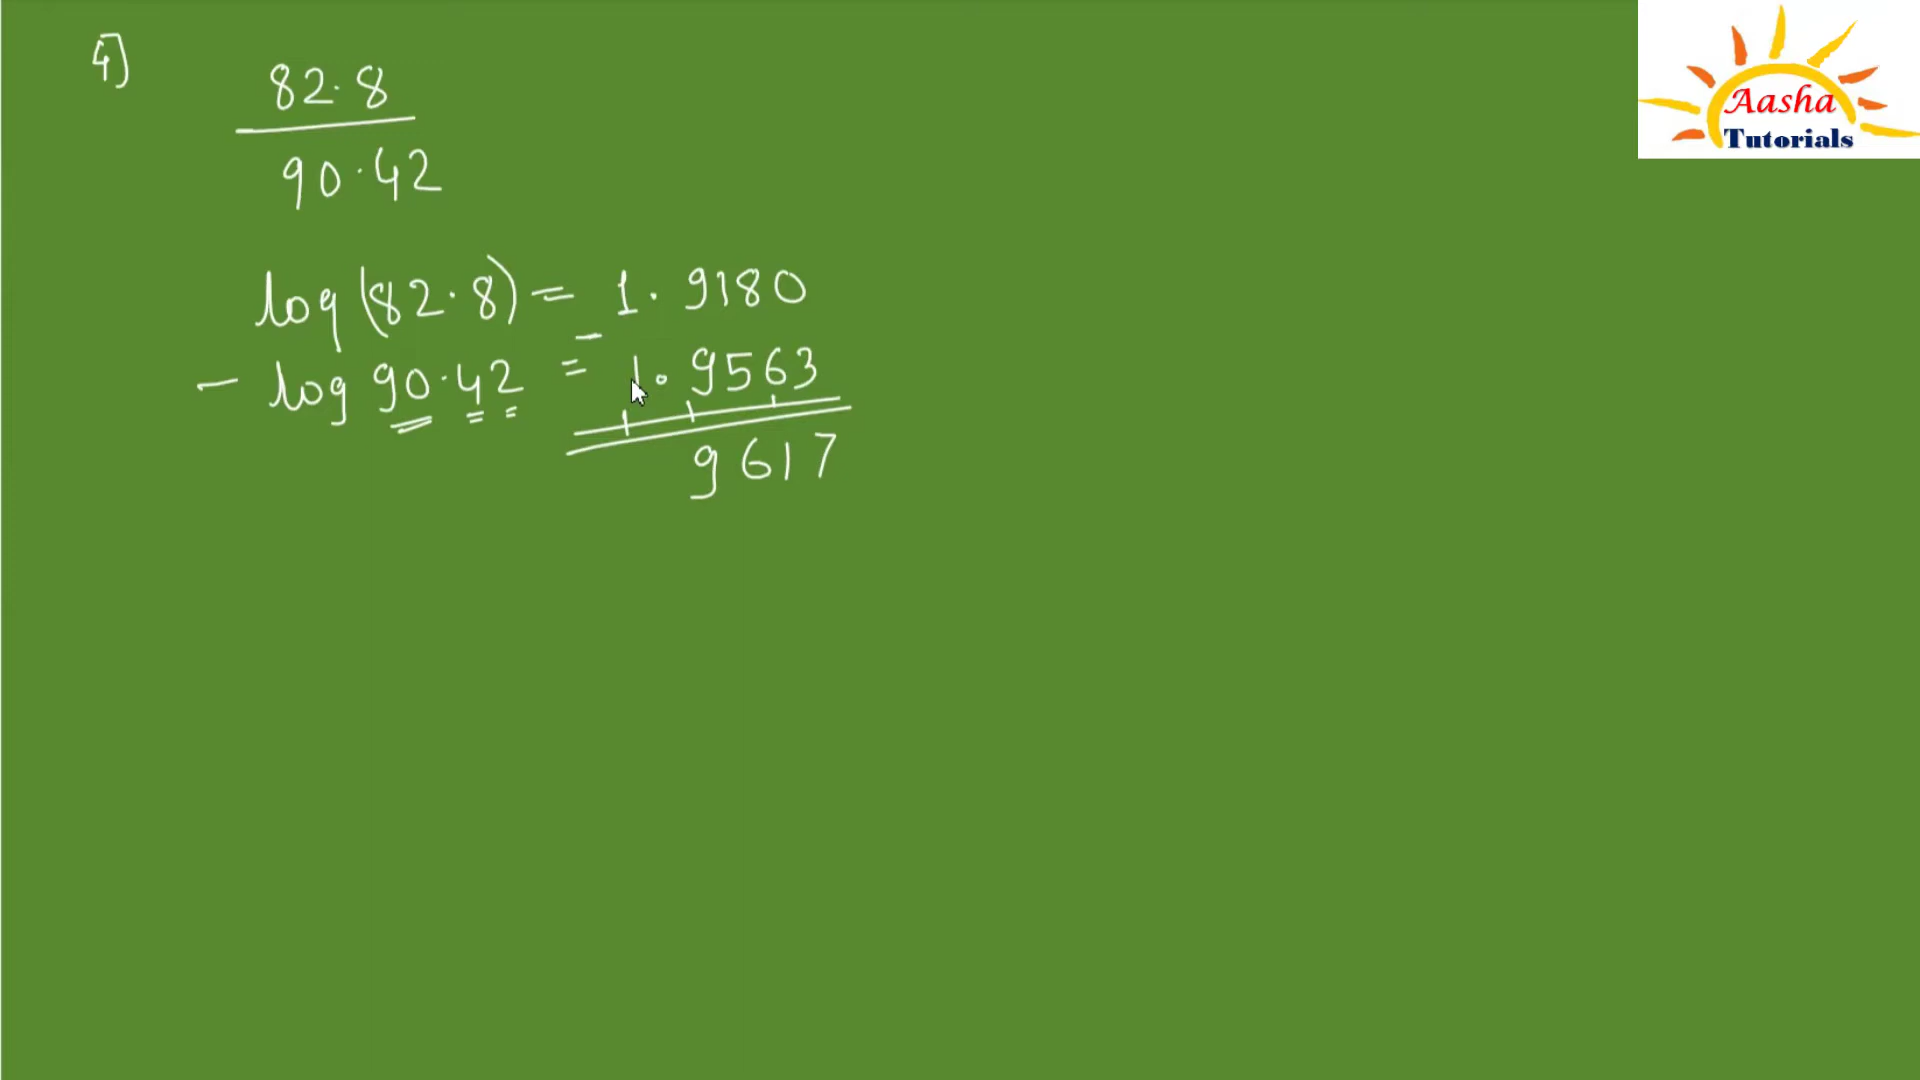 4]
82.8
90.42
log (82.8) = 1.9180
- log 90.42 = - 1.9563
9617
Aasha
Tutorials